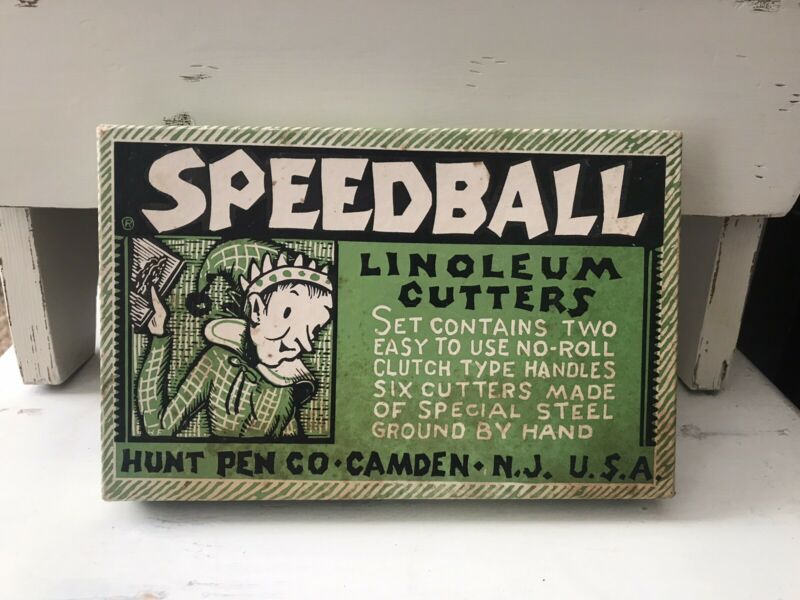 SPEEDBALL
®
LINOLEUM
CUTTERS
SET CONTAINS TWO
EASY TO USE NO-ROLL
CLUTCH TYPE HANDLES
SIX CUTTERS MADE
OF SPECIAL STEEL
GROUND BY HAND
HUNT PEN CO • CAMDEN • N.J. U.S.A.